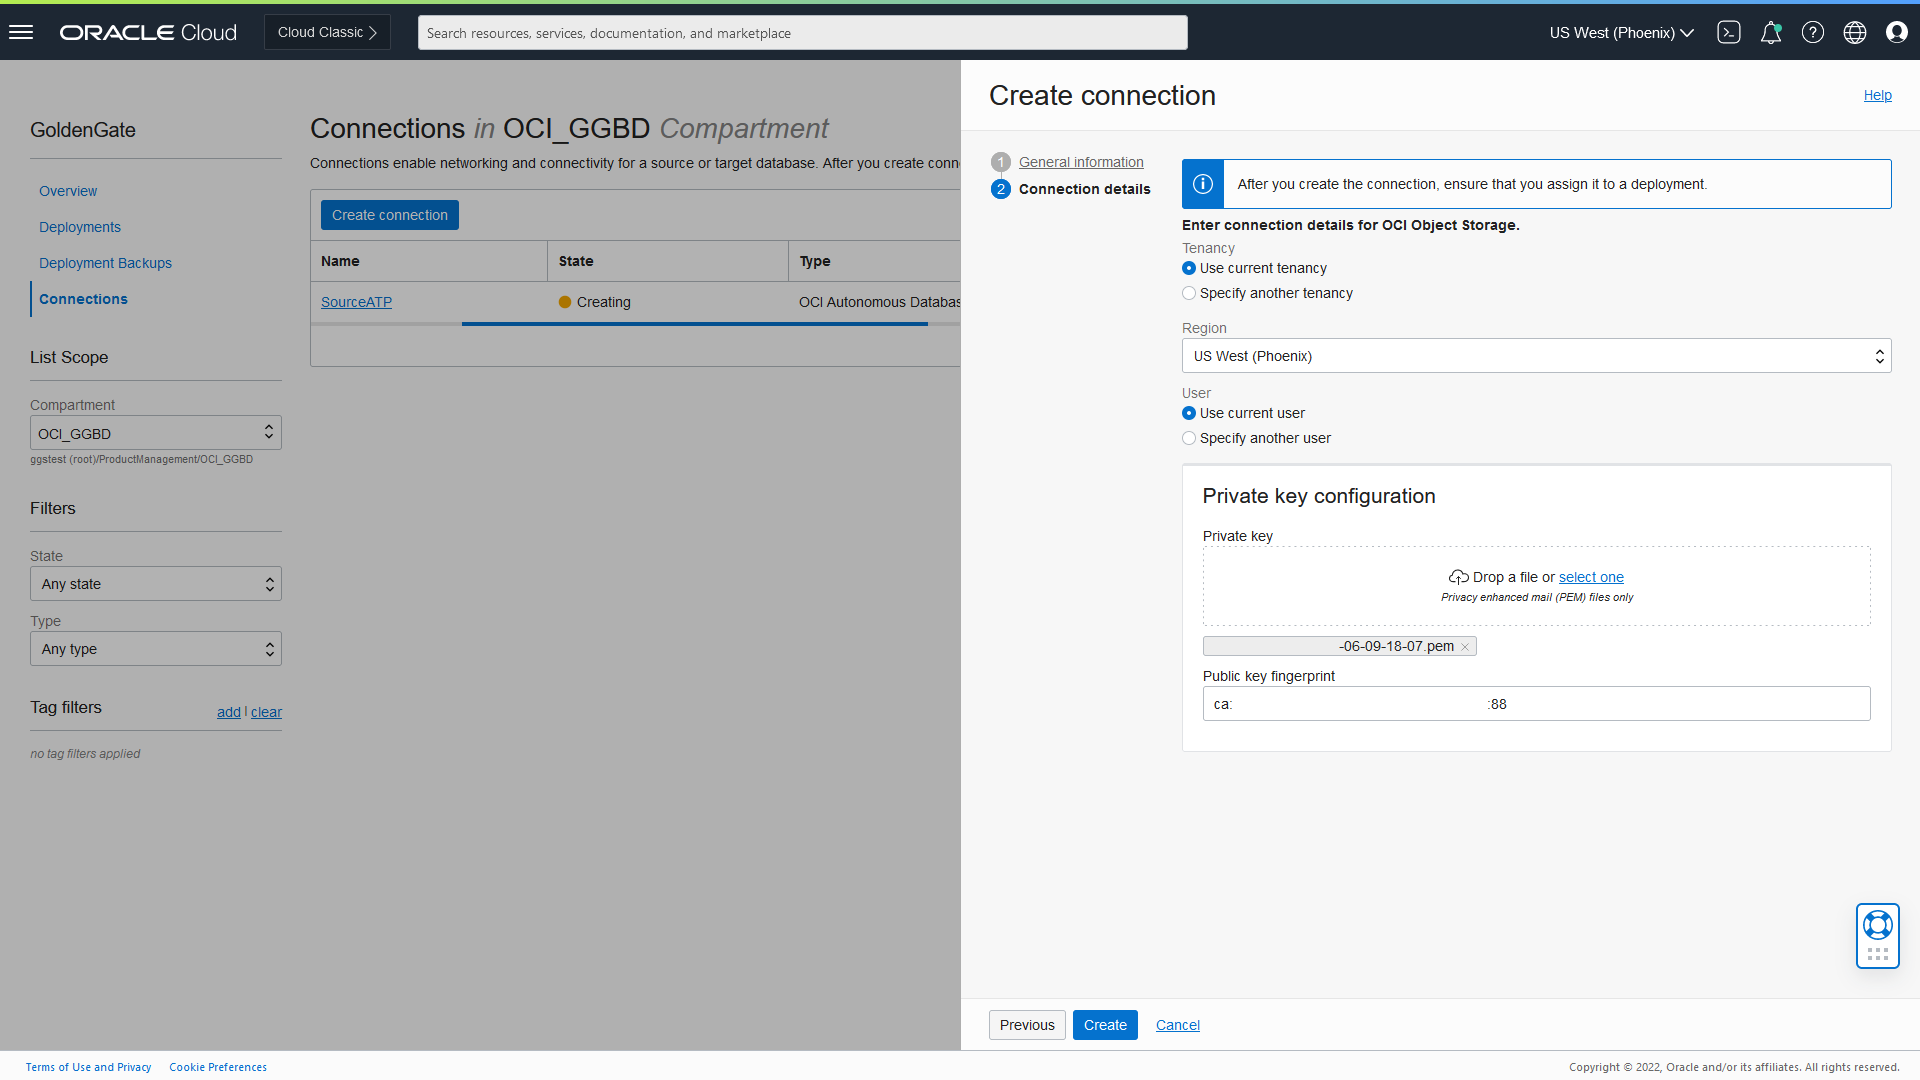 ORACLE Cloud
Cloud Classic
Search resources, services, documentation, and marketplace
US West (Phoenix)
GoldenGate
Overview
Deployments
Deployment Backups
Connections
List Scope
Compartment
OCI_GGBD
ggstest (root)/ProductManagement/OCI_GGBD
Filters
State
Any state
Type
Any type
Tag filters
add | clear
no tag filters applied
Connections in OCI_GGBD Compartment
Connections enable networking and connectivity for a source or target database. After you create conn
Create connection
Name State Type
SourceATP Creating OCI Autonomous Databas
Create connection
Help
1 General information
2 Connection details
After you create the connection, ensure that you assign it to a deployment.
Enter connection details for OCI Object Storage.
Tenancy
Use current tenancy
Specify another tenancy
Region
US West (Phoenix)
User
Use current user
Specify another user
Private key configuration
Private key
Drop a file or select one
Privacy enhanced mail (PEM) files only
-06-09-18-07.pem
Public key fingerprint
ca: :88
Previous
Create
Cancel
Terms of Use and Privacy
Cookie Preferences
Copyright © 2022, Oracle and/or its affiliates. All rights reserved.